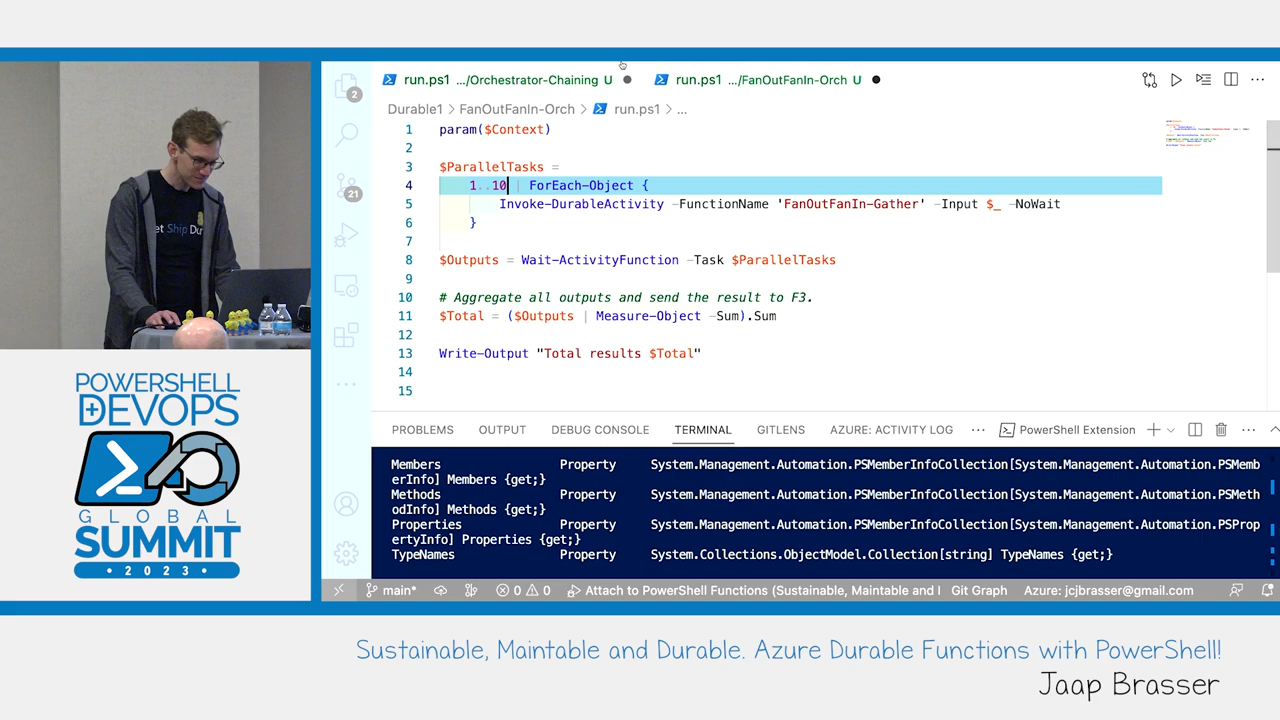 run.ps1 .../Orchestrator-Chaining U
run.ps1 .../FanOutFanIn-Orch U
Durable1 > FanOutFanIn-Orch > run.ps1 > ...
1 param($Context)
2
3 $ParallelTasks =
4 1..10 | ForEach-Object {
5 Invoke-DurableActivity -FunctionName 'FanOutFanIn-Gather' -Input $_ -NoWait
6 }
7
8 $Outputs = Wait-ActivityFunction -Task $ParallelTasks
9
10 # Aggregate all outputs and send the result to F3.
11 $Total = ($Outputs | Measure-Object -Sum).Sum
12
13 Write-Output "Total results $Total"
14
15
2
21
PROBLEMS OUTPUT DEBUG CONSOLE TERMINAL GITLENS AZURE: ACTIVITY LOG ... PowerShell Extension
Members Property System.Management.Automation.PSMemberInfoCollection[System.Management.Automation.PSMemb
erInfo] Members {get;}
Methods Property System.Management.Automation.PSMemberInfoCollection[System.Management.Automation.PSMeth
odInfo] Methods {get;}
Properties Property System.Management.Automation.PSMemberInfoCollection[System.Management.Automation.PSProp
ertyInfo] Properties {get;}
TypeNames Property System.Collections.ObjectModel.Collection[string] TypeNames {get;}
main* 0 0 Attach to PowerShell Functions (Sustainable, Maintable and I Git Graph Azure: jcjbrasser@gmail.com
et Ship Du
POWERSHELL
DEVOPS
GLOBAL
SUMMIT
• 2023 •
Sustainable, Maintable and Durable. Azure Durable Functions with PowerShell!
Jaap Brasser